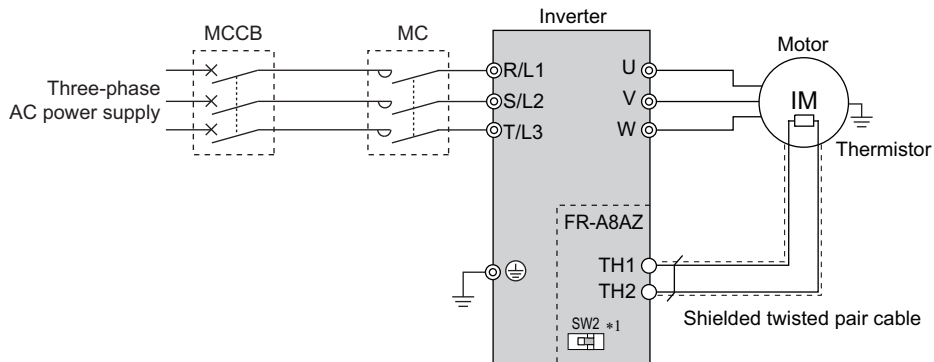 Inverter
MCCB
MC
Motor
Three-phase
AC power supply
R/L1
S/L2
T/L3
U
V
W
IM
Thermistor
FR-A8AZ
TH1
TH2
SW2 *1
Shielded twisted pair cable